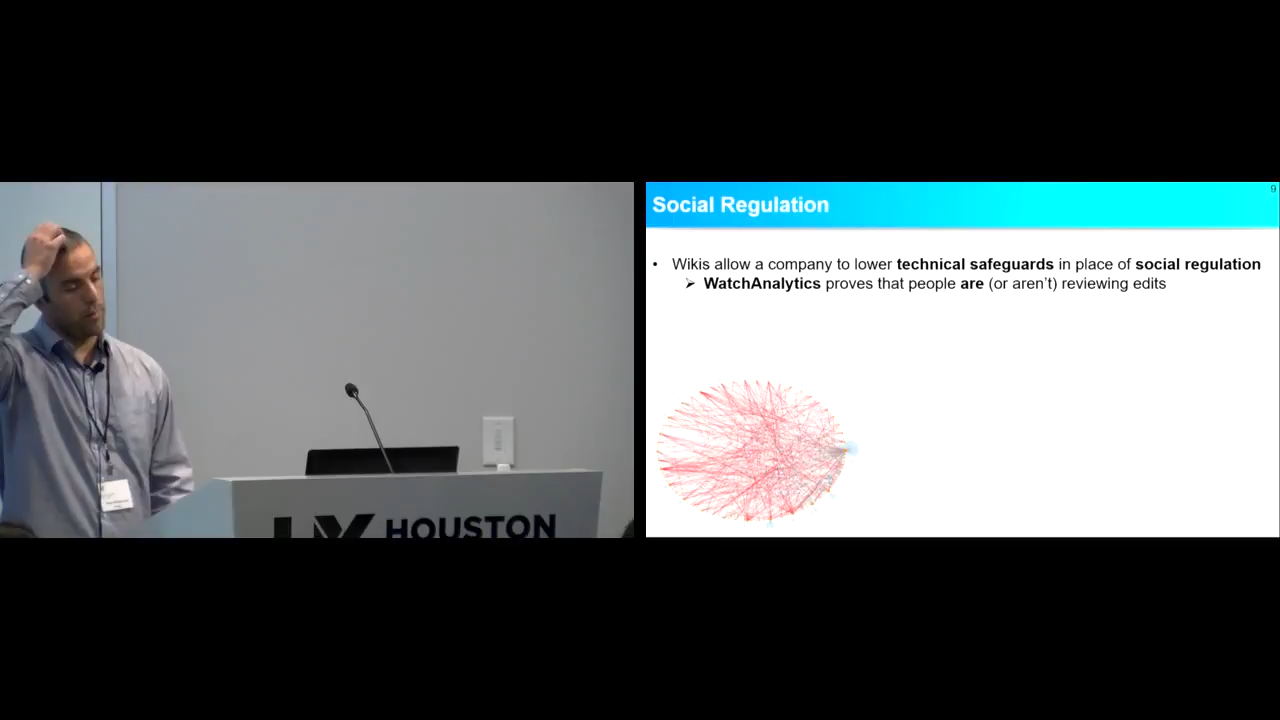 9
Social Regulation
• Wikis allow a company to lower technical safeguards in place of social regulation
➢ WatchAnalytics proves that people are (or aren't) reviewing edits
HOUSTON